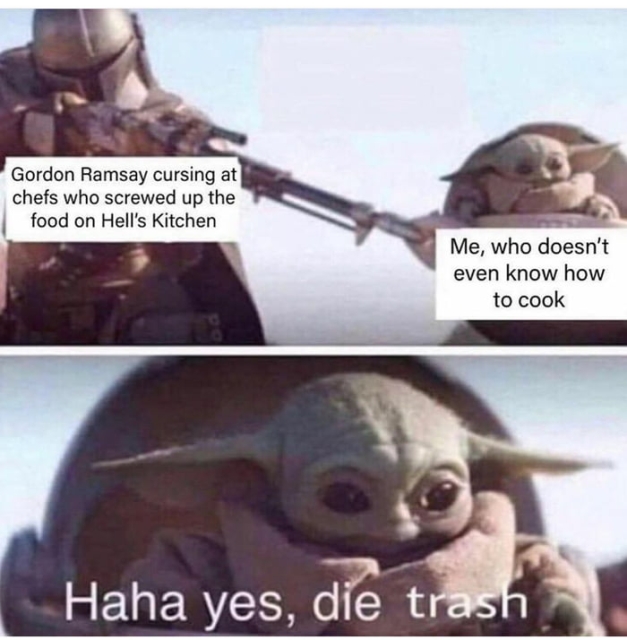 Gordon Ramsay cursing at
chefs who screwed up the
food on Hell's Kitchen
Me, who doesn't
even know how
to cook
Haha yes, die trash